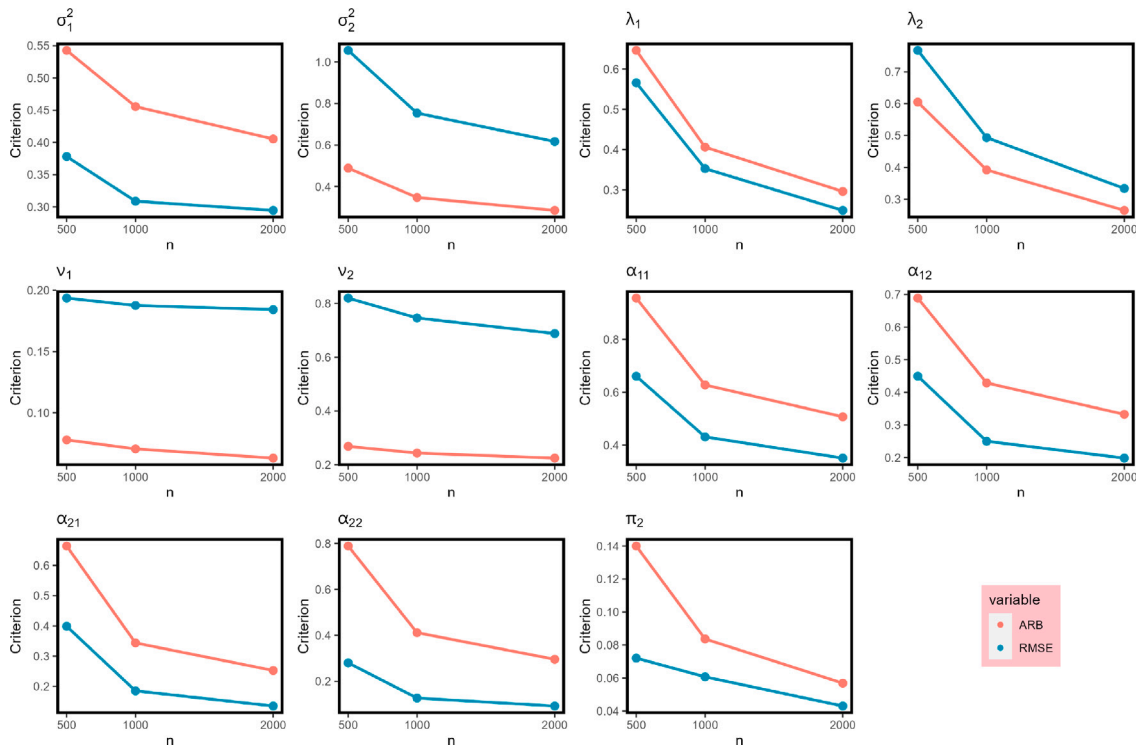 σ₁² σ₂² λ₁ λ₂
0.55
0.50
0.45
0.40
0.35
0.30
Criterion
500 1000 2000
n
1.0
0.8
0.6
0.4
Criterion
500 1000 2000
n
0.6
0.5
0.4
0.3
Criterion
500 1000 2000
n
0.7
0.6
0.5
0.4
0.3
Criterion
500 1000 2000
n
ν₁ ν₂ α₁₁ α₁₂
0.20
0.15
0.10
Criterion
500 1000 2000
n
0.8
0.6
0.4
0.2
Criterion
500 1000 2000
n
0.8
0.6
0.4
Criterion
500 1000 2000
n
0.7
0.6
0.5
0.4
0.3
0.2
Criterion
500 1000 2000
n
α₂₁ α₂₂ π₂
0.6
0.5
0.4
0.3
0.2
Criterion
500 1000 2000
n
0.8
0.6
0.4
0.2
Criterion
500 1000 2000
n
0.14
0.12
0.10
0.08
0.06
0.04
Criterion
500 1000 2000
n
variable
ARB
RMSE